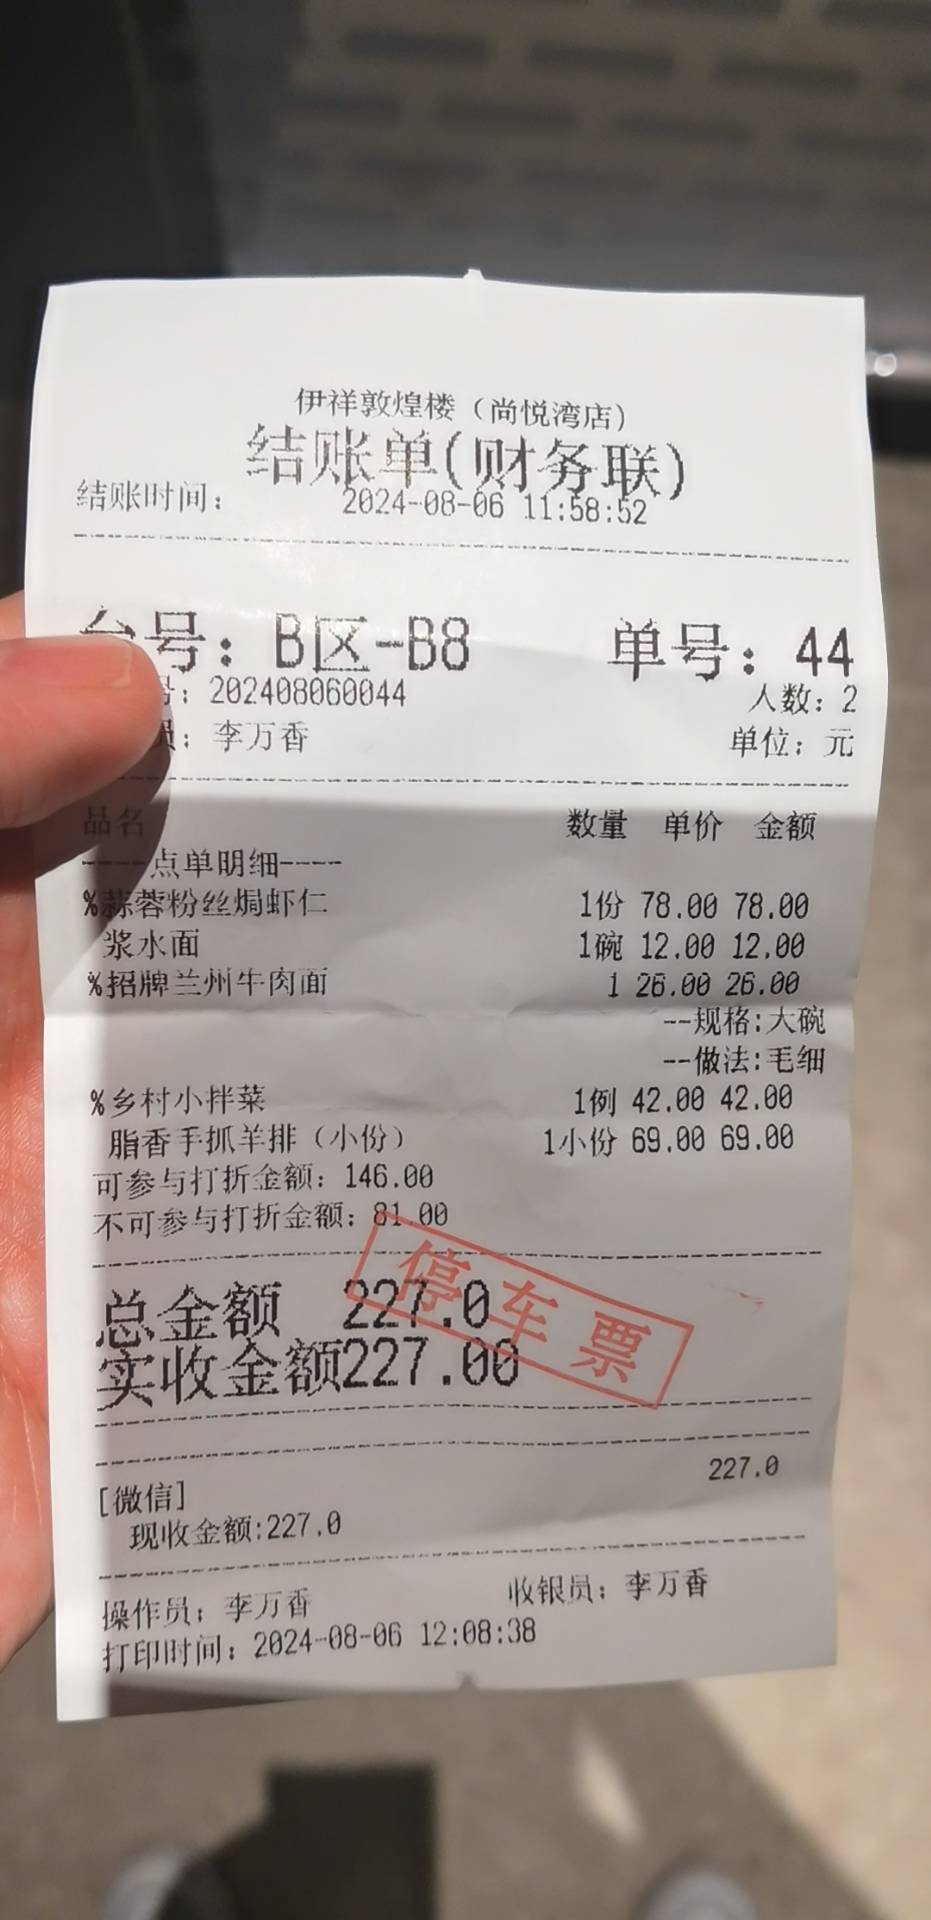 伊祥敦煌楼（尚悦湾店）
结账单(财务联)
结账时间： 2024-08-06 11:58:52
台号：B区-B8 单号：44
号：202408060044 人数：2
员：李万香 单位：元
品名 数量 单价 金额
----点单明细----
%蒜蓉粉丝焗虾仁 1份 78.00 78.00
浆水面 1碗 12.00 12.00
%招牌兰州牛肉面 1 26.00 26.00
--规格:大碗
--做法:毛细
%乡村小拌菜 1例 42.00 42.00
脂香手抓羊排（小份） 1小份 69.00 69.00
可参与打折金额：146.00
不可参与打折金额：81.00
停车票
总金额 227.0
实收金额227.00
[微信] 227.0
现收金额:227.0
操作员：李万香 收银员：李万香
打印时间：2024-08-06 12:08:38